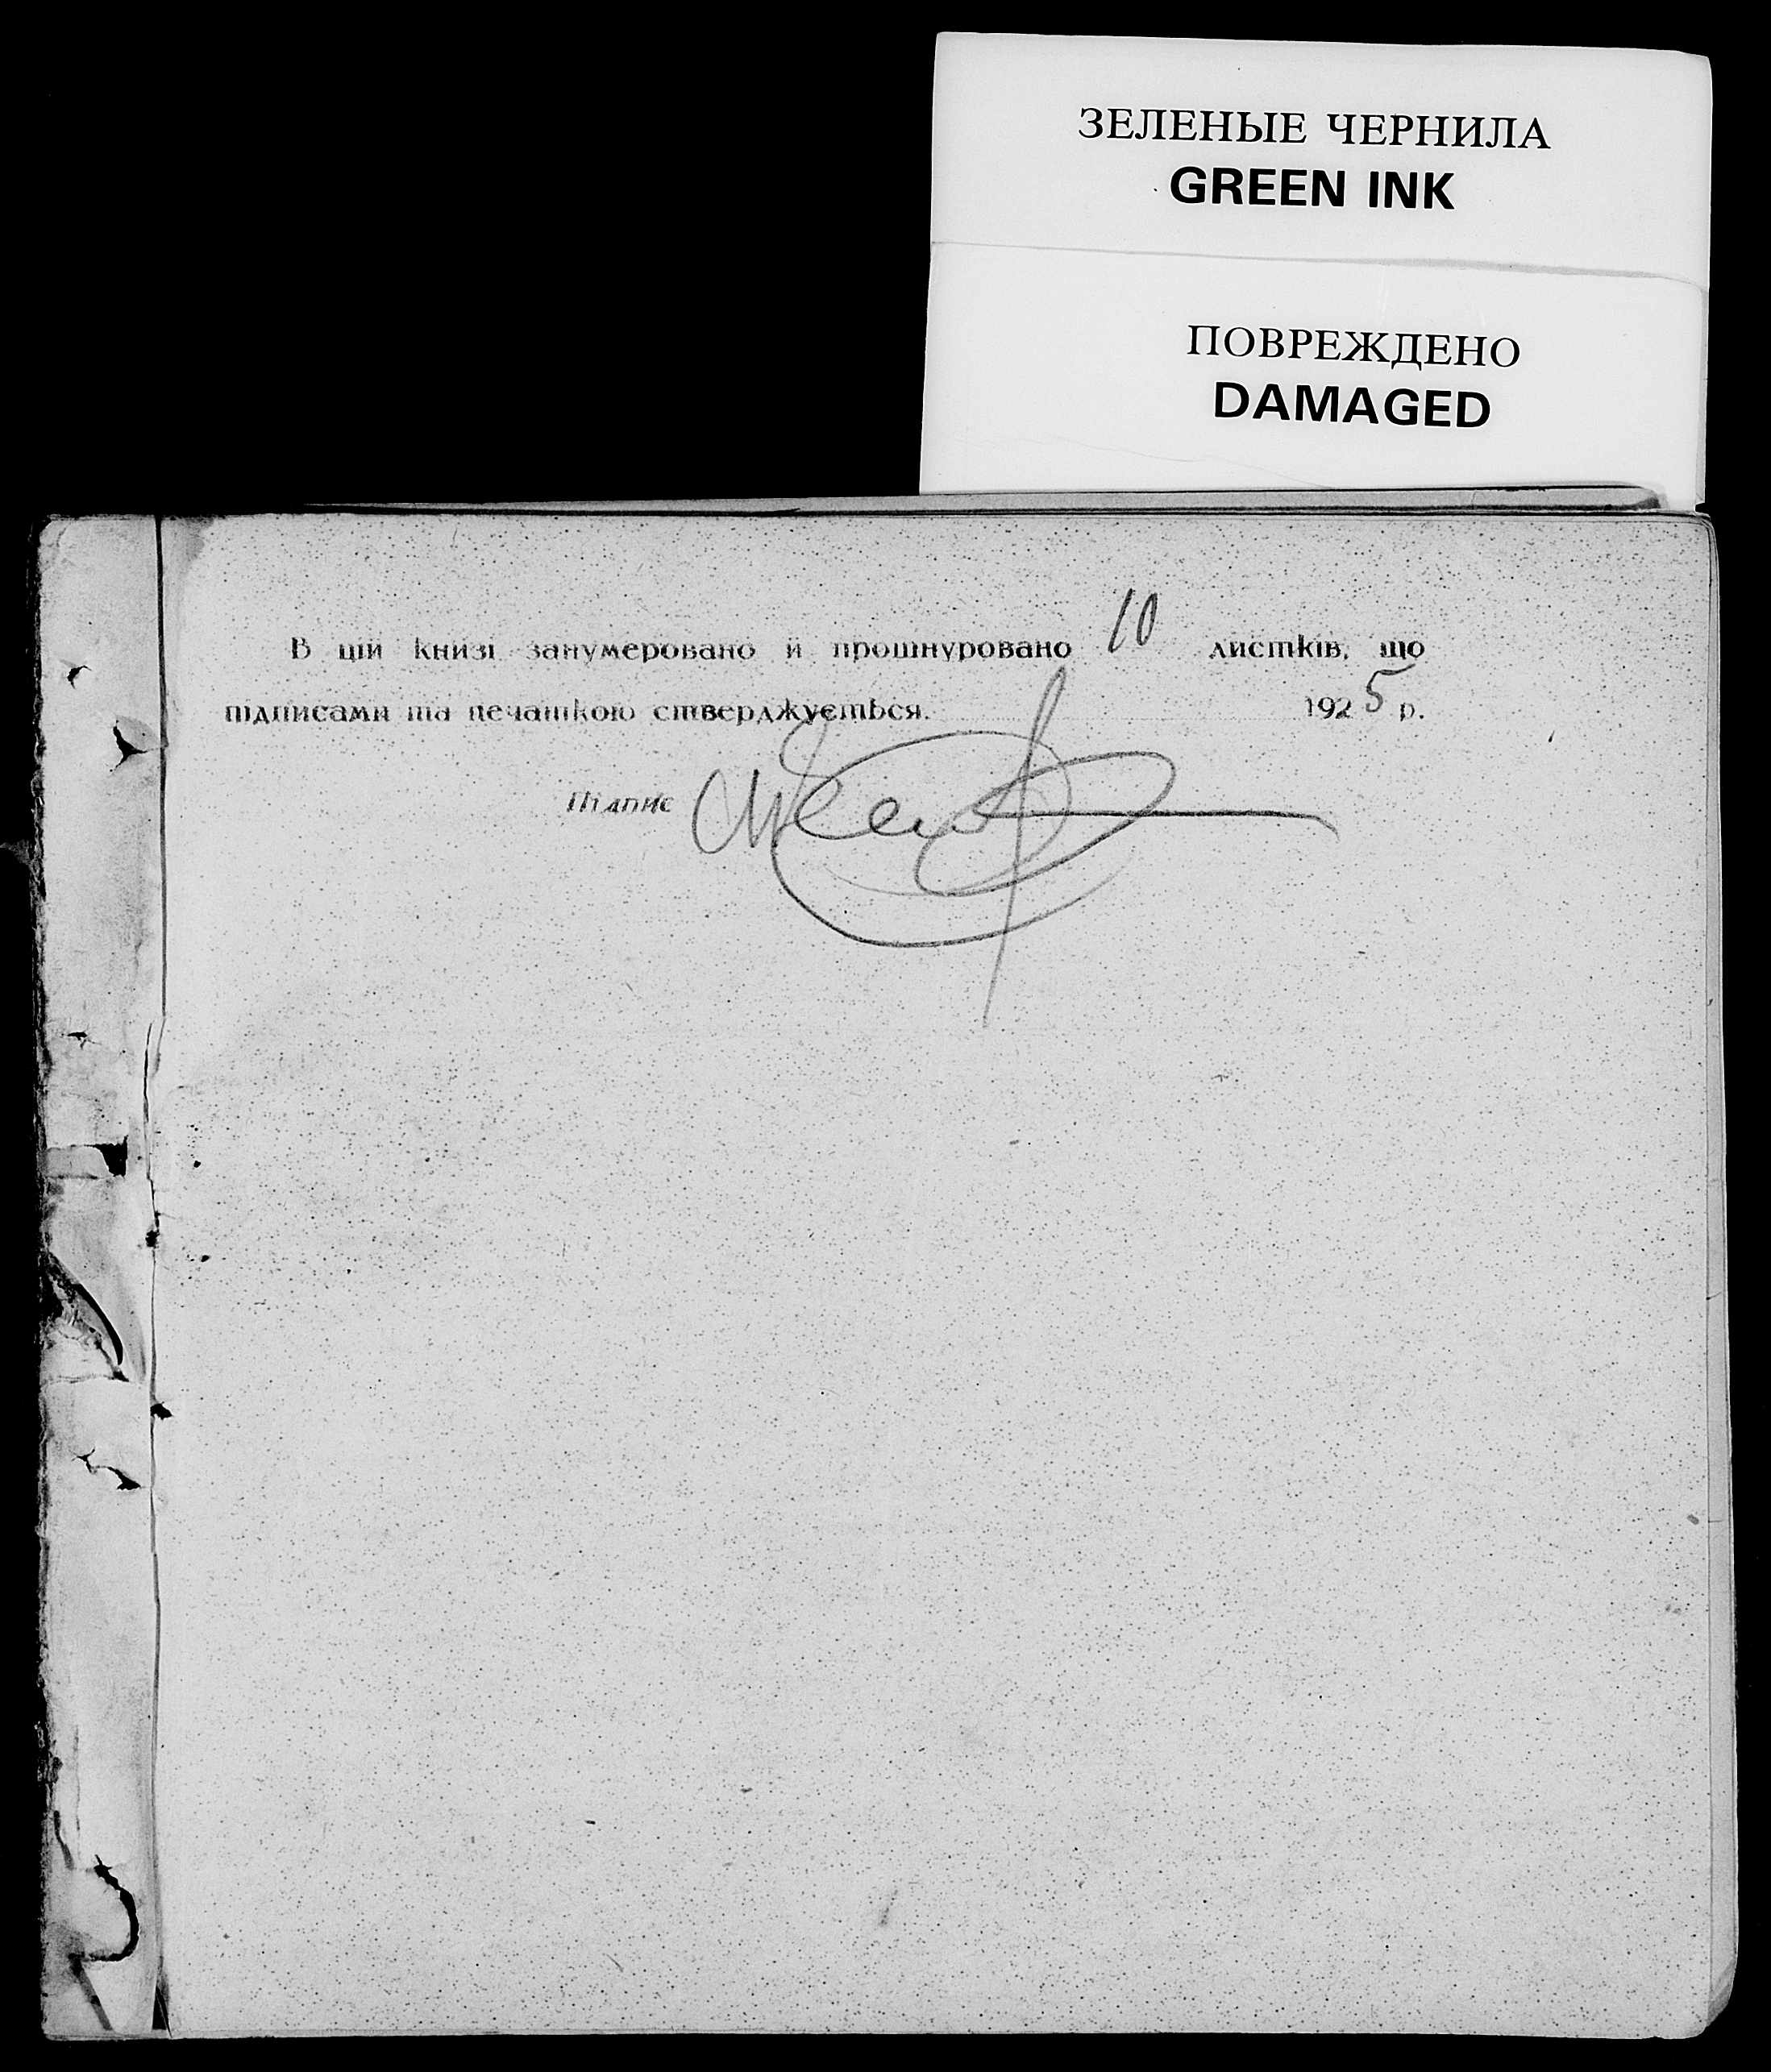 ЗЕЛЕНЫЕ ЧЕРНИЛА
GREEN INK
ПОВРЕЖДЕНО
DAMAGED
В цій книзі занумеровано й прошнуровано 10 листків, що
підписами та печаткою стверджується. 1925 р.
Підпис